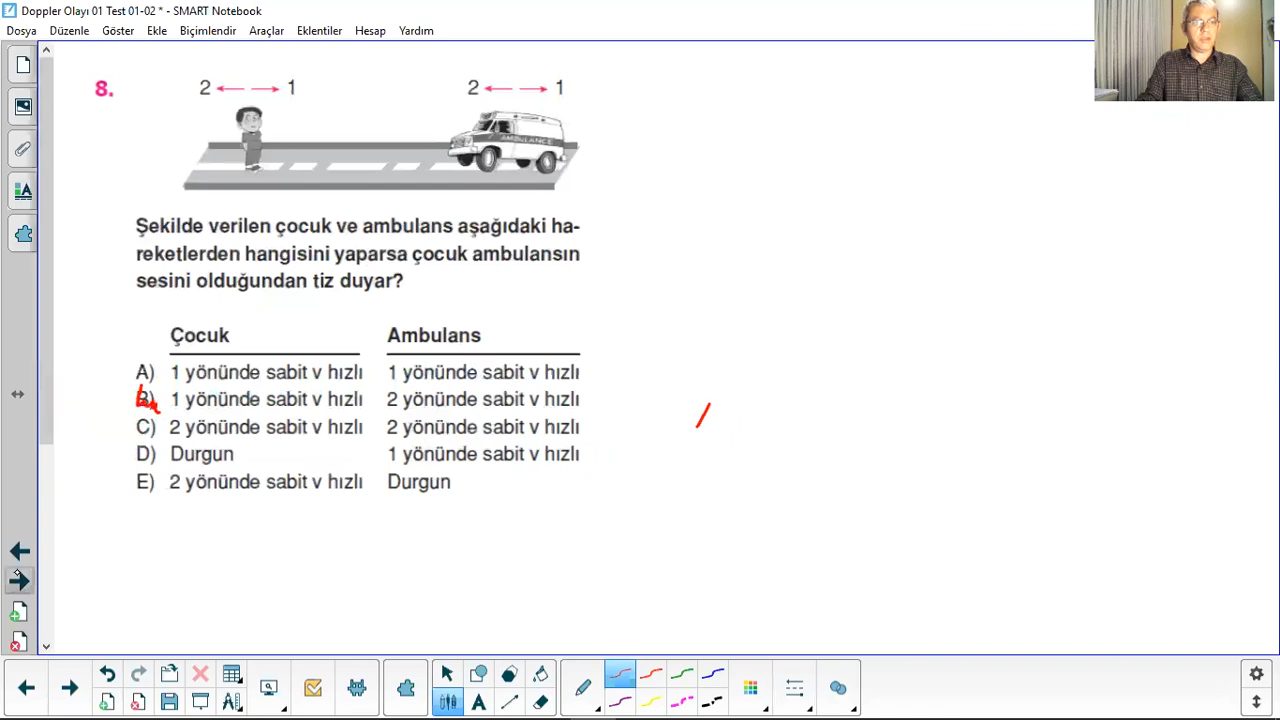 Doppler Olayı 01 Test 01-02 * - SMART Notebook
Dosya Düzenle Göster Ekle Biçimlendir Araçlar Eklentiler Hesap Yardım
8.
2 1 2 1
AMBULANCE
Şekilde verilen çocuk ve ambulans aşağıdaki ha-
reketlerden hangisini yaparsa çocuk ambulansın
sesini olduğundan tiz duyar?
Çocuk Ambulans
A) 1 yönünde sabit v hızlı 1 yönünde sabit v hızlı
B) 1 yönünde sabit v hızlı 2 yönünde sabit v hızlı
C) 2 yönünde sabit v hızlı 2 yönünde sabit v hızlı
D) Durgun 1 yönünde sabit v hızlı
E) 2 yönünde sabit v hızlı Durgun